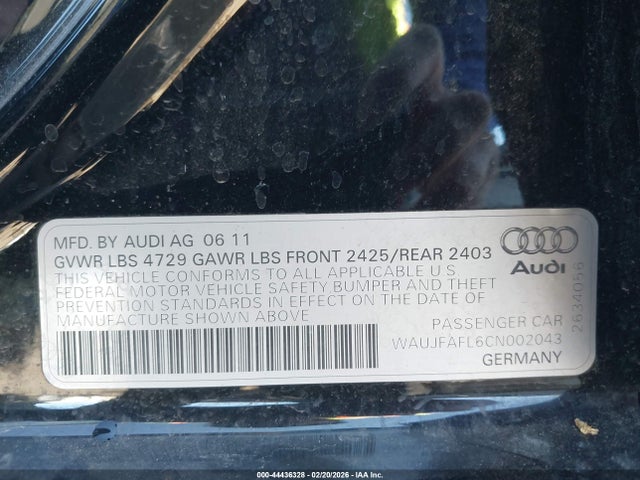 MFD. BY AUDI AG 06 11
GVWR LBS 4729 GAWR LBS FRONT 2425/REAR 2403
THIS VEHICLE CONFORMS TO ALL APPLICABLE U.S.
FEDERAL MOTOR VEHICLE SAFETY BUMPER AND THEFT
PREVENTION STANDARDS IN EFFECT ON THE DATE OF
MANUFACTURE SHOWN ABOVE
Audi
PASSENGER CAR
WAUJFAFL6CN002043
GERMANY
2634056
000-44436328 - 02/20/2026 - IAA Inc.